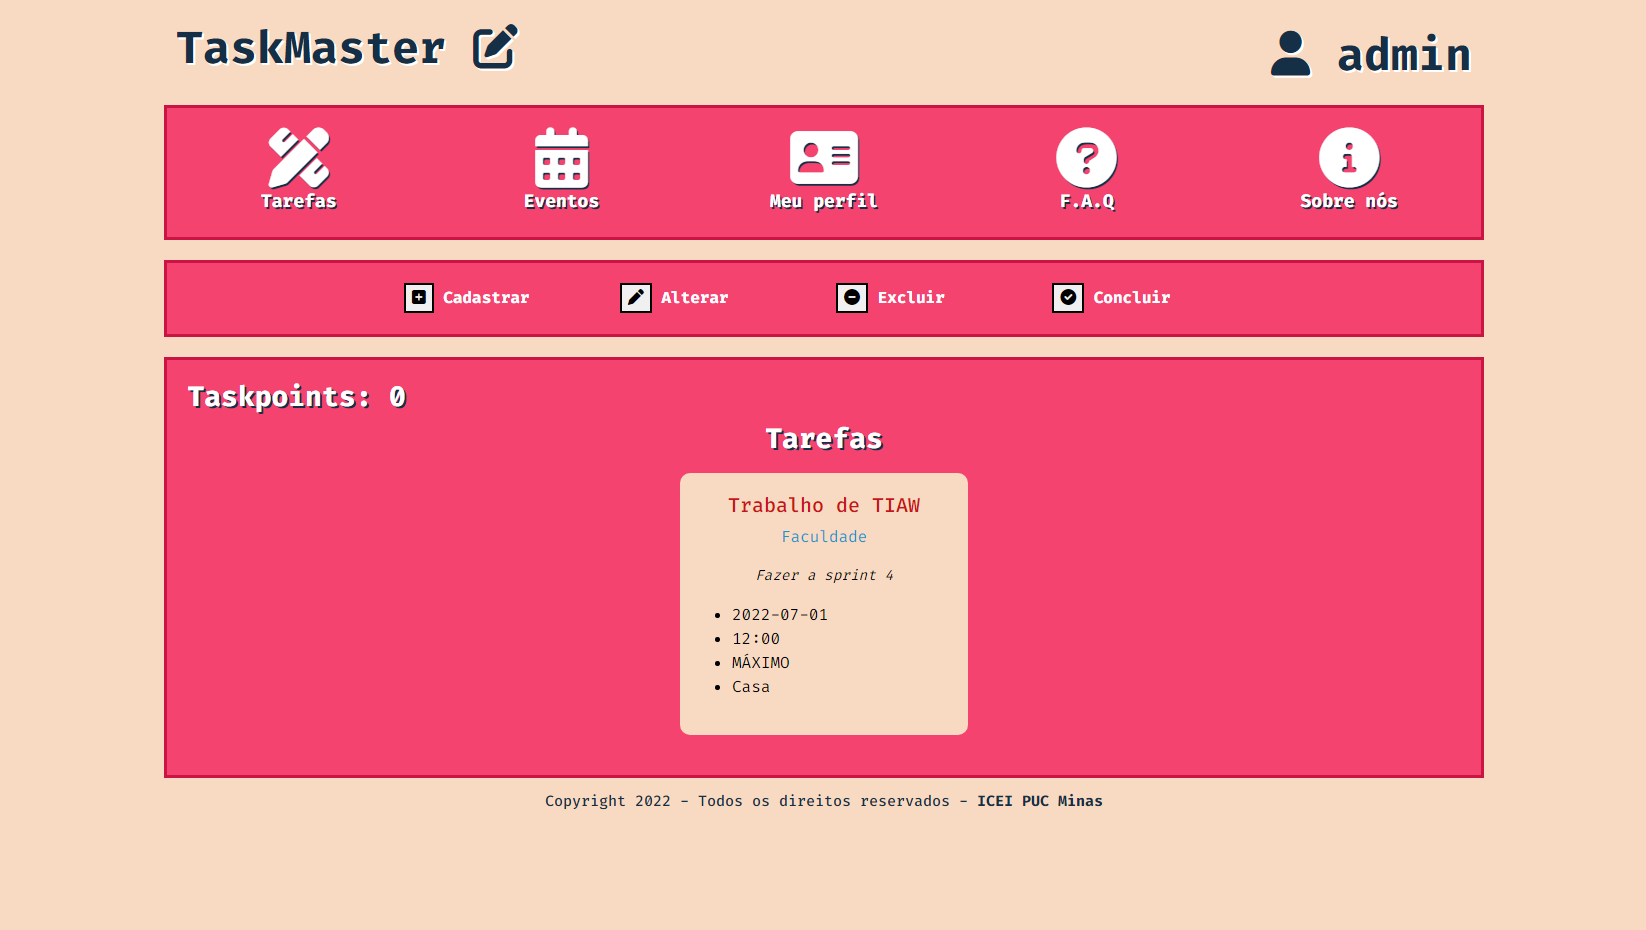 TaskMaster admin
Tarefas Eventos Meu perfil F.A.Q Sobre nós
Cadastrar Alterar Excluir Concluir
Taskpoints: 0
Tarefas
Trabalho de TIAW
Faculdade
Fazer a sprint 4
2022-07-01
12:00
MÁXIMO
Casa
Copyright 2022 - Todos os direitos reservados - ICEI PUC Minas